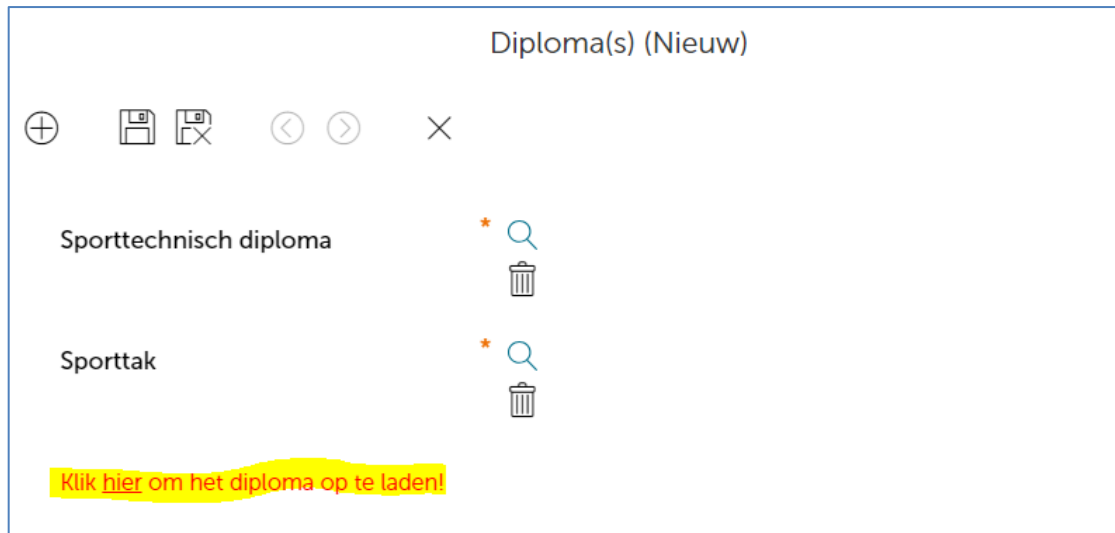 Diploma(s) (Nieuw)
Sporttechnisch diploma *
Sporttak *
Klik hier om het diploma op te laden!